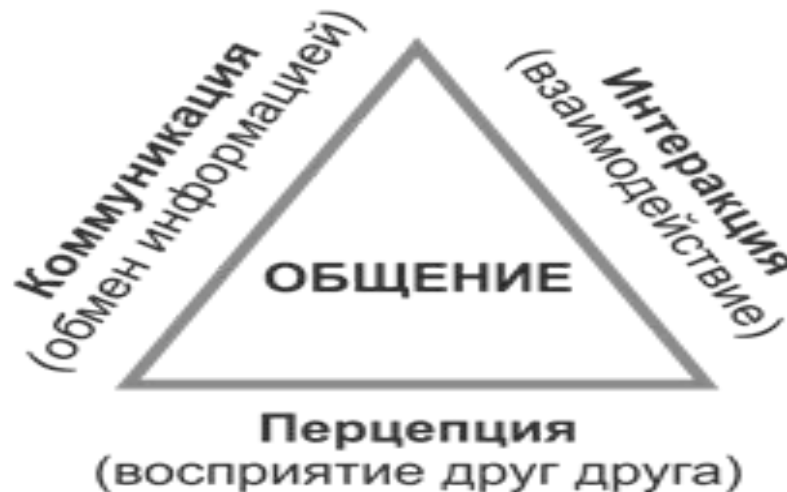 Коммуникация
(обмен информацией)
Интеракция
(взаимодействие)
ОБЩЕНИЕ
Перцепция
(восприятие друг друга)